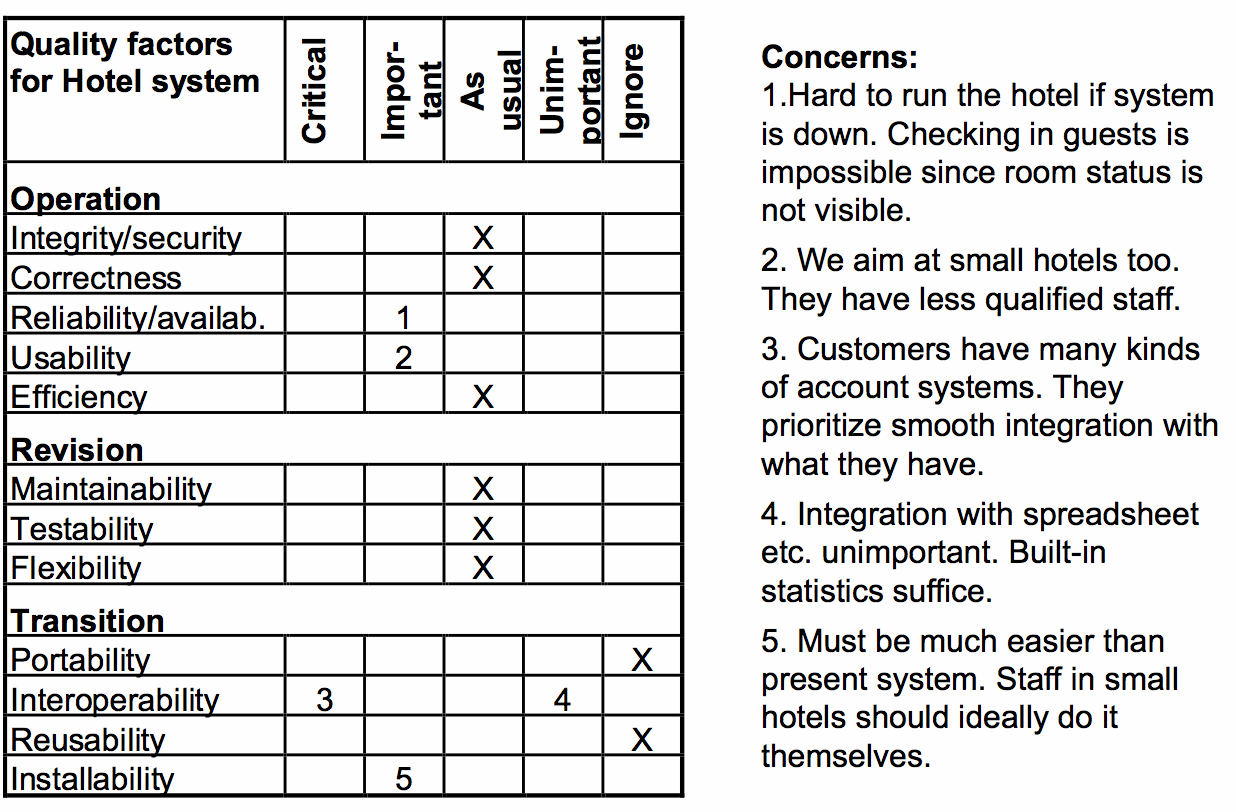 Quality factors
for Hotel system
Critical
Impor-
tant
As
usual
Unim-
portant
Ignore
Operation
Integrity/security X
Correctness X
Reliability/availab. 1
Usability 2
Efficiency X
Revision
Maintainability X
Testability X
Flexibility X
Transition
Portability X
Interoperability 3 4
Reusability X
Installability 5
Concerns:
1.Hard to run the hotel if system
is down. Checking in guests is
impossible since room status is
not visible.
2. We aim at small hotels too.
They have less qualified staff.
3. Customers have many kinds
of account systems. They
prioritize smooth integration with
what they have.
4. Integration with spreadsheet
etc. unimportant. Built-in
statistics suffice.
5. Must be much easier than
present system. Staff in small
hotels should ideally do it
themselves.